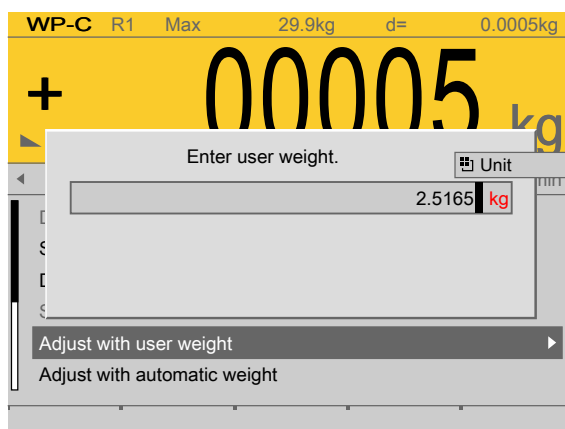 WP-C R1 Max 29.9kg d= 0.0005kg
+ 00005 kg
Enter user weight.
Unit
2.5165 kg
Adjust with user weight
Adjust with automatic weight